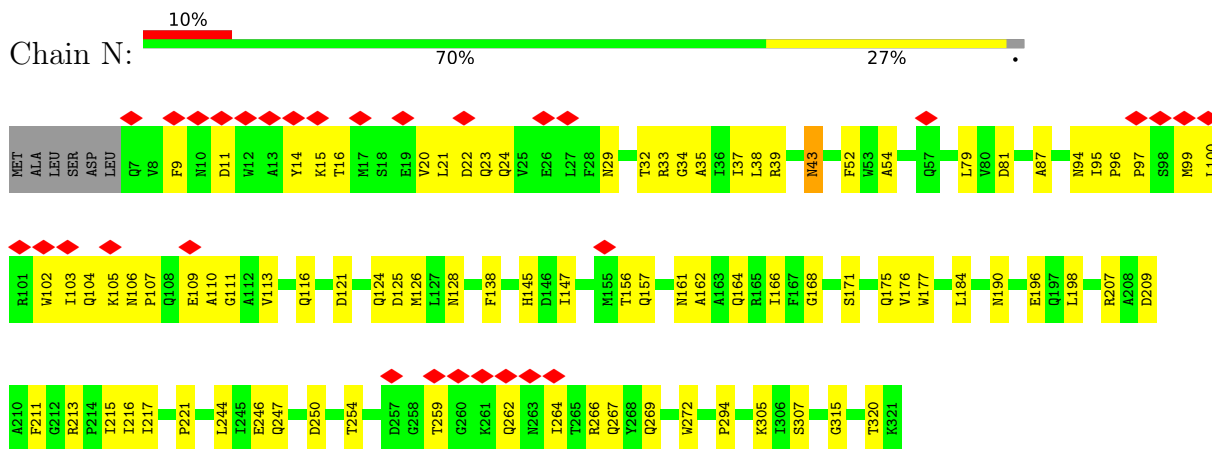 10%
Chain N:
70% 27% •
MET ALA LEU SER ASP LEU Q7 V8 F9 N10 D11 W12 A13 Y14 K15 T16 M17 S18 E19 V20 L21 D22 Q23 Q24 V25 E26 L27 F28 N29 T32 R33 G34 A35 I36 I37 L38 R39 N43 F52 W53 A54 Q57 L79 V80 D81 A87 N94 I95 P96 P97 S98 M99 L100
R101 W102 I103 Q104 K105 N106 P107 Q108 E109 A110 G111 A112 V113 Q116 D121 Q124 D125 M126 L127 N128 F138 H145 D146 I147 M155 T156 Q157 N161 A162 A163 Q164 R165 I166 F167 G168 S171 Q175 V176 W177 L184 N190 E196 Q197 L198 R207 A208 D209
A210 F211 G212 R213 P214 I215 I216 I217 P221 L244 I245 E246 Q247 D250 T254 D257 G258 T259 G260 K261 Q262 N263 I264 T265 R266 Q267 Y268 Q269 W272 P294 K305 I306 S307 G315 T320 K321